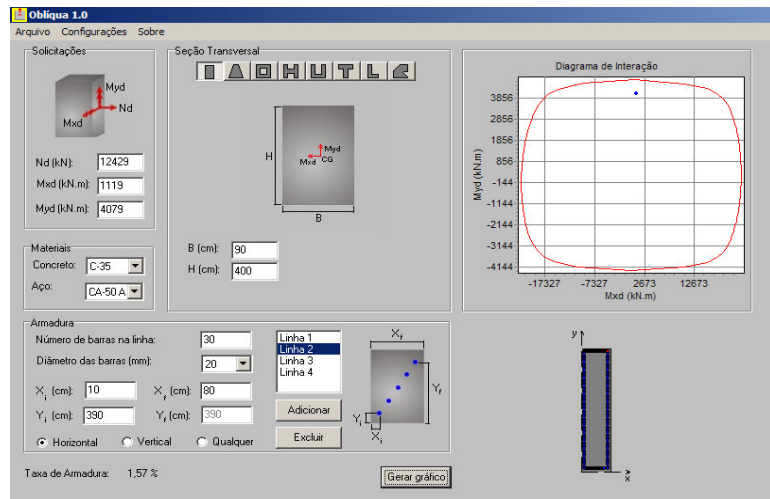 Oblíqua 1.0
Arquivo Configurações Sobre
Solicitações
Myd
Nd
Mxd
Nd (kN): 12429
Mxd (kN.m): 1119
Myd (kN.m): 4079
Materiais
Concreto: C-35
Aço: CA-50 A
Seção Transversal
H
Myd
Mxd CG
B
B (cm): 90
H (cm): 400
Diagrama de Interação
Myd (kN.m)
3856
2856
1856
856
-144
-1144
-2144
-3144
-4144
-17327 -7327 2673 12673
Mxd (kN.m)
Armadura
Número de barras na linha: 30
Diâmetro das barras (mm): 20
Xi (cm): 10 Xf (cm): 80
Yi (cm): 390 Yf (cm): 390
Horizontal Vertical Qualquer
Linha 1
Linha 2
Linha 3
Linha 4
Adicionar
Excluir
Xf
Yf
Yi
Xi
y
x
Taxa de Armadura: 1,57 %
Gerar gráfico